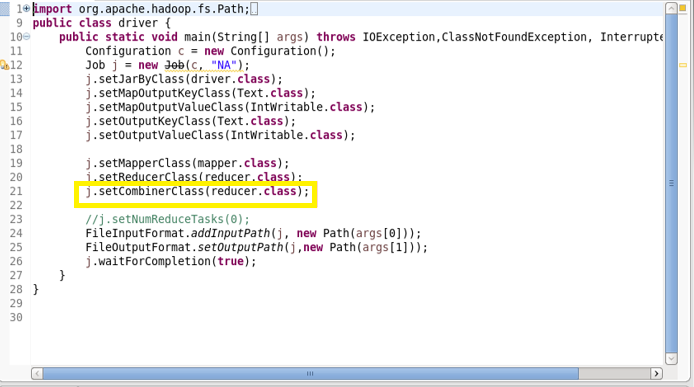 1 import org.apache.hadoop.fs.Path;
9 public class driver {
10 public static void main(String[] args) throws IOException,ClassNotFoundException, Interrupte
11 Configuration c = new Configuration();
12 Job j = new Job(c, "NA");
13 j.setJarByClass(driver.class);
14 j.setMapOutputKeyClass(Text.class);
15 j.setMapOutputValueClass(IntWritable.class);
16 j.setOutputKeyClass(Text.class);
17 j.setOutputValueClass(IntWritable.class);
18
19 j.setMapperClass(mapper.class);
20 j.setReducerClass(reducer.class);
21 j.setCombinerClass(reducer.class);
22
23 //j.setNumReduceTasks(0);
24 FileInputFormat.addInputPath(j, new Path(args[0]));
25 FileOutputFormat.setOutputPath(j,new Path(args[1]));
26 j.waitForCompletion(true);
27 }
28 }
29
30